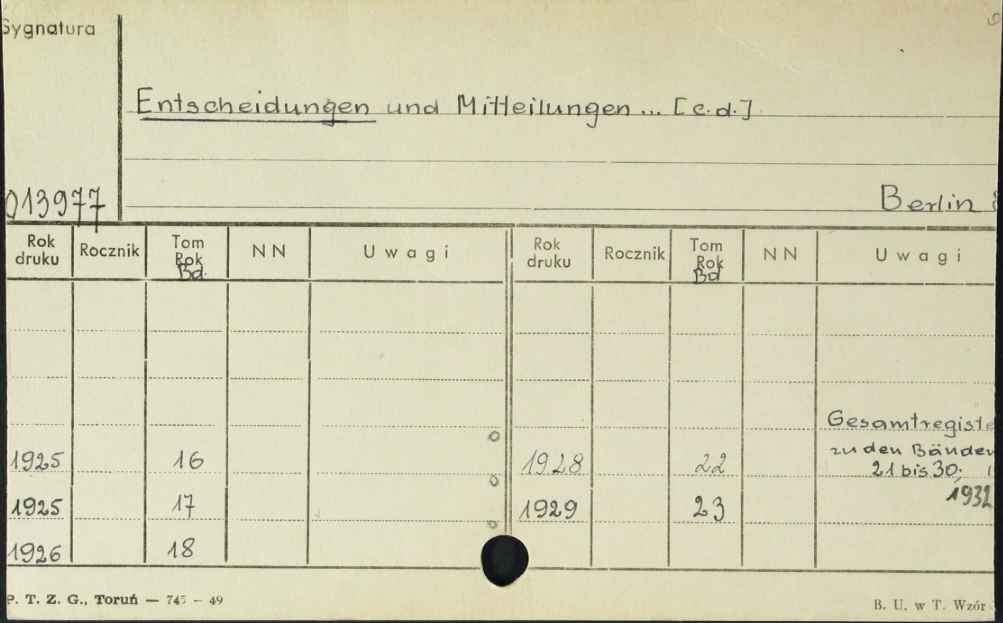 Sygnatura
Entscheidungen und Mitteilungen... [c.d.]
013977
Berlin
Rok druku Rocznik Tom Rok Bd. NN Uwagi Rok druku Rocznik Tom Rok Bd NN Uwagi
Gesamtregiste
zu den Bänden
1925 16 1928 22 21 bis 30;
1932
1925 17 1929 23
1926 18
P. T. Z. G., Toruń — 745 — 49
B. U. w T. Wzór